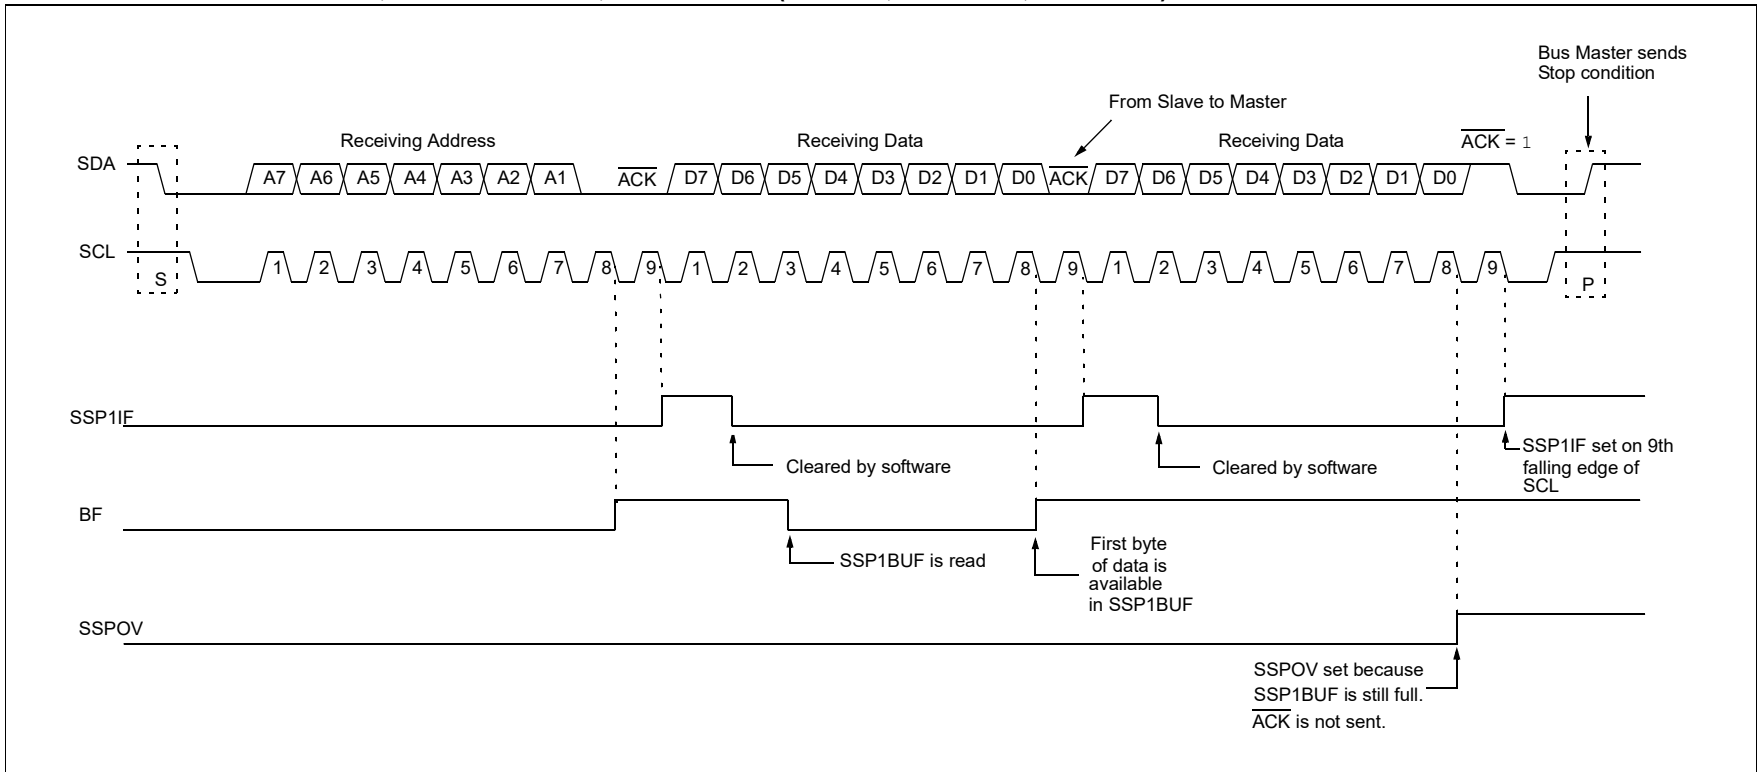 Bus Master sends
Stop condition
From Slave to Master
Receiving Address
Receiving Data
Receiving Data
ACK = 1
SDA
A7 A6 A5 A4 A3 A2 A1 ACK D7 D6 D5 D4 D3 D2 D1 D0 ACK D7 D6 D5 D4 D3 D2 D1 D0
SCL
S
1 2 3 4 5 6 7 8 9 1 2 3 4 5 6 7 8 9 1 2 3 4 5 6 7 8 9
P
SSP1IF
Cleared by software
Cleared by software
SSP1IF set on 9th
falling edge of
SCL
BF
SSP1BUF is read
First byte
of data is
available
in SSP1BUF
SSPOV
SSPOV set because
SSP1BUF is still full.
ACK is not sent.